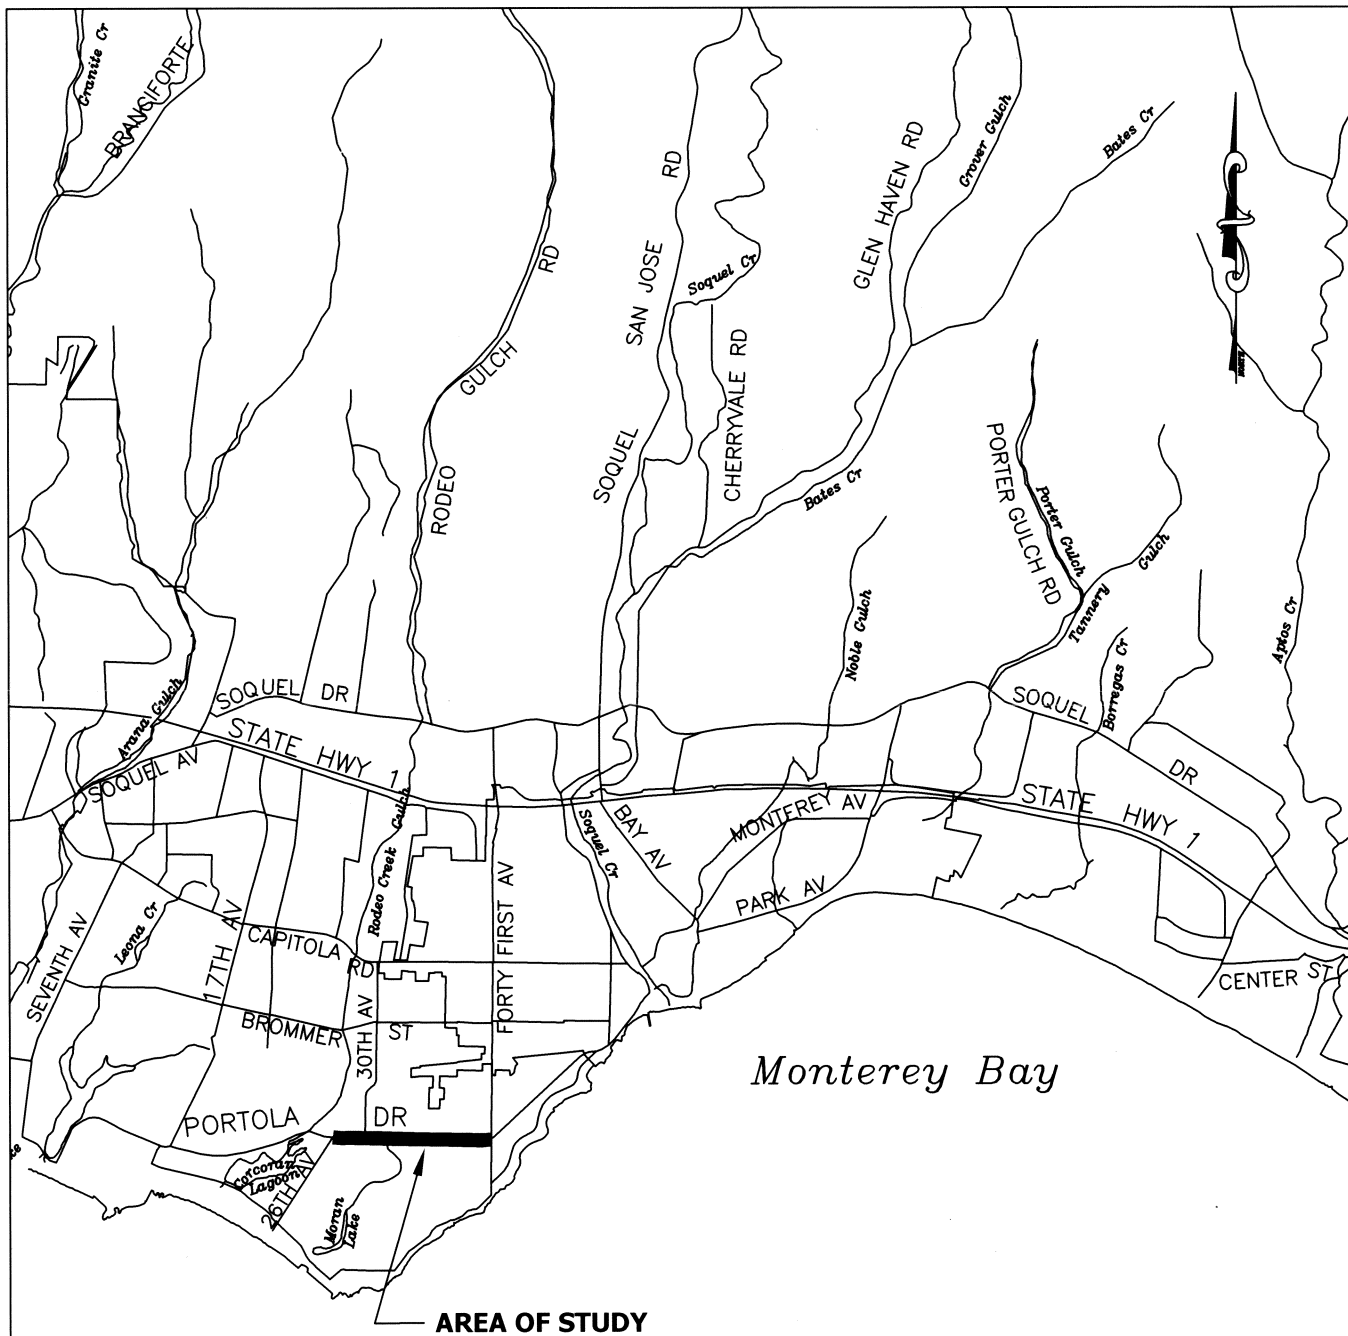 Granite Cr
BRANSIFORTE
RD
GLEN HAVEN RD
Grover Gulch
Bates Cr
RD
SAN JOSE
Soquel Cr
NORTH
GULCH
CHERRYVALE RD
SOQUEL
RODEO
Bates Cr
PORTER GULCH RD
Porter Gulch
Gulch
Tannery
Noble Gulch
Borregas Cr
Aptos Cr
Arana Gulch
SOQUEL DR
SOQUEL
DR
STATE HWY 1
SOQUEL AV
Gulch
Rodeo Creek
Soquel Cr
BAY AV
MONTEREY AV
STATE HWY 1
PARK AV
SEVENTH AV
Leona Cr
17TH AV
CAPITOLA
RD
FORTY FIRST AV
CENTER ST
BROMMER ST
30TH AV
Monterey Bay
PORTOLA DR
Corcoran
Lagoon
26TH AV
Moran
Lake
AREA OF STUDY